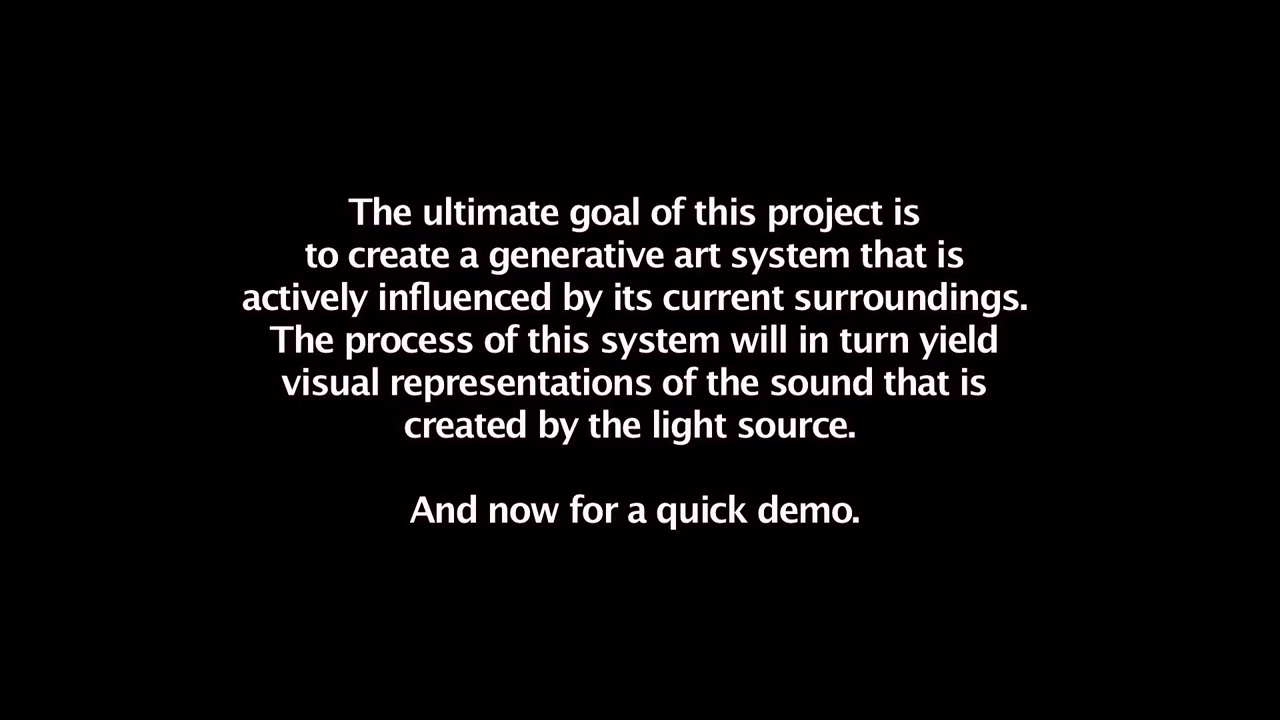 The ultimate goal of this project is
to create a generative art system that is
actively influenced by its current surroundings.
The process of this system will in turn yield
visual representations of the sound that is
created by the light source.
And now for a quick demo.